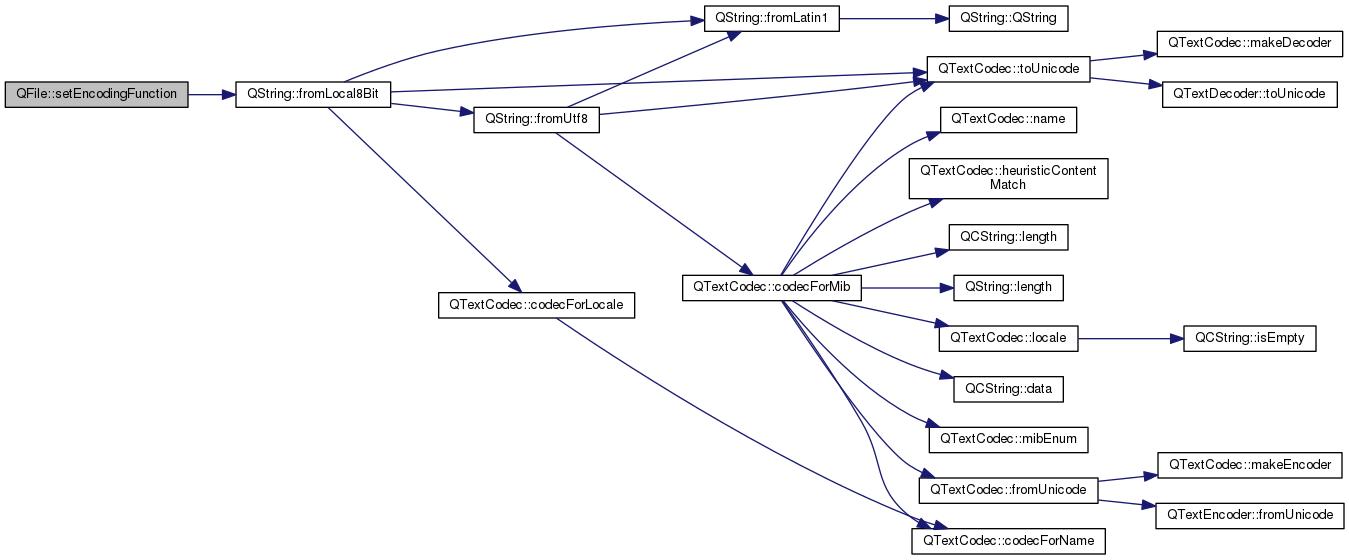 QFile::setEncodingFunction
QString::fromLocal8Bit
QString::fromLatin1
QString::QString
QString::fromUtf8
QTextCodec::toUnicode
QTextCodec::makeDecoder
QTextDecoder::toUnicode
QTextCodec::codecForMib
QTextCodec::name
QTextCodec::heuristicContent
Match
QCString::length
QString::length
QTextCodec::locale
QCString::isEmpty
QCString::data
QTextCodec::mibEnum
QTextCodec::fromUnicode
QTextCodec::makeEncoder
QTextEncoder::fromUnicode
QTextCodec::codecForName
QTextCodec::codecForLocale